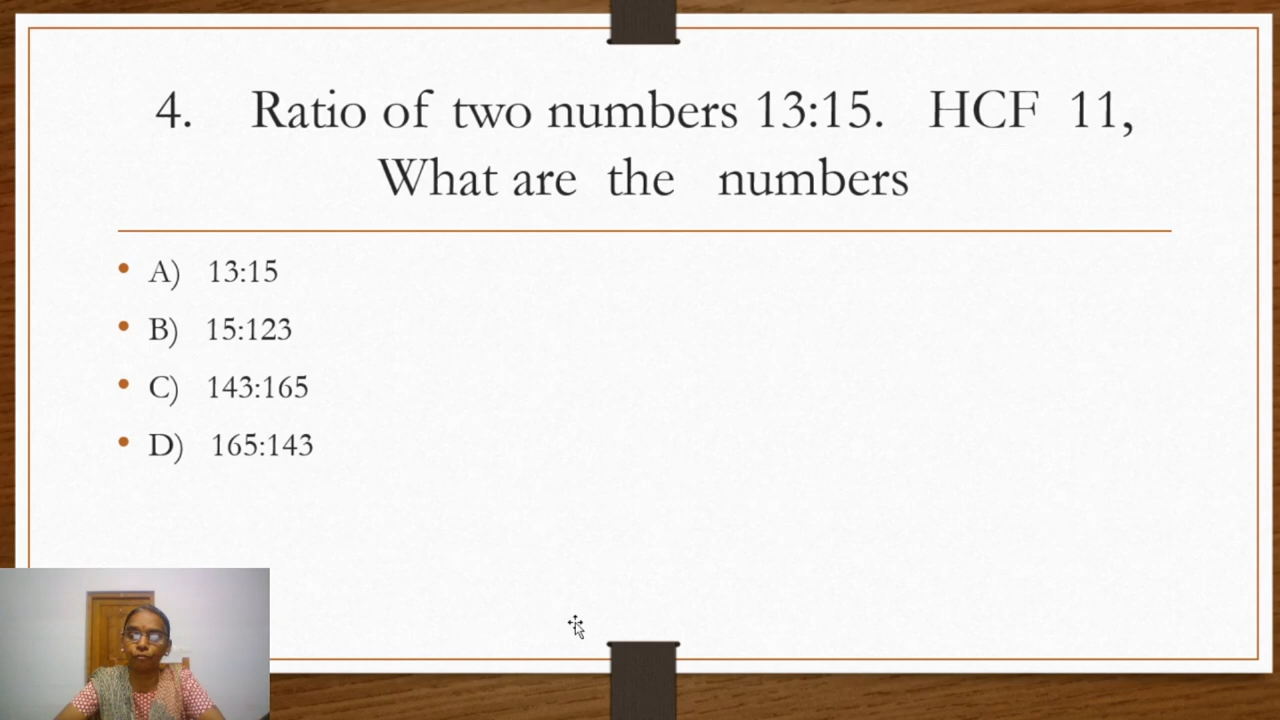 4. Ratio of two numbers 13:15. HCF 11,
What are the numbers
A) 13:15
B) 15:123
C) 143:165
D) 165:143